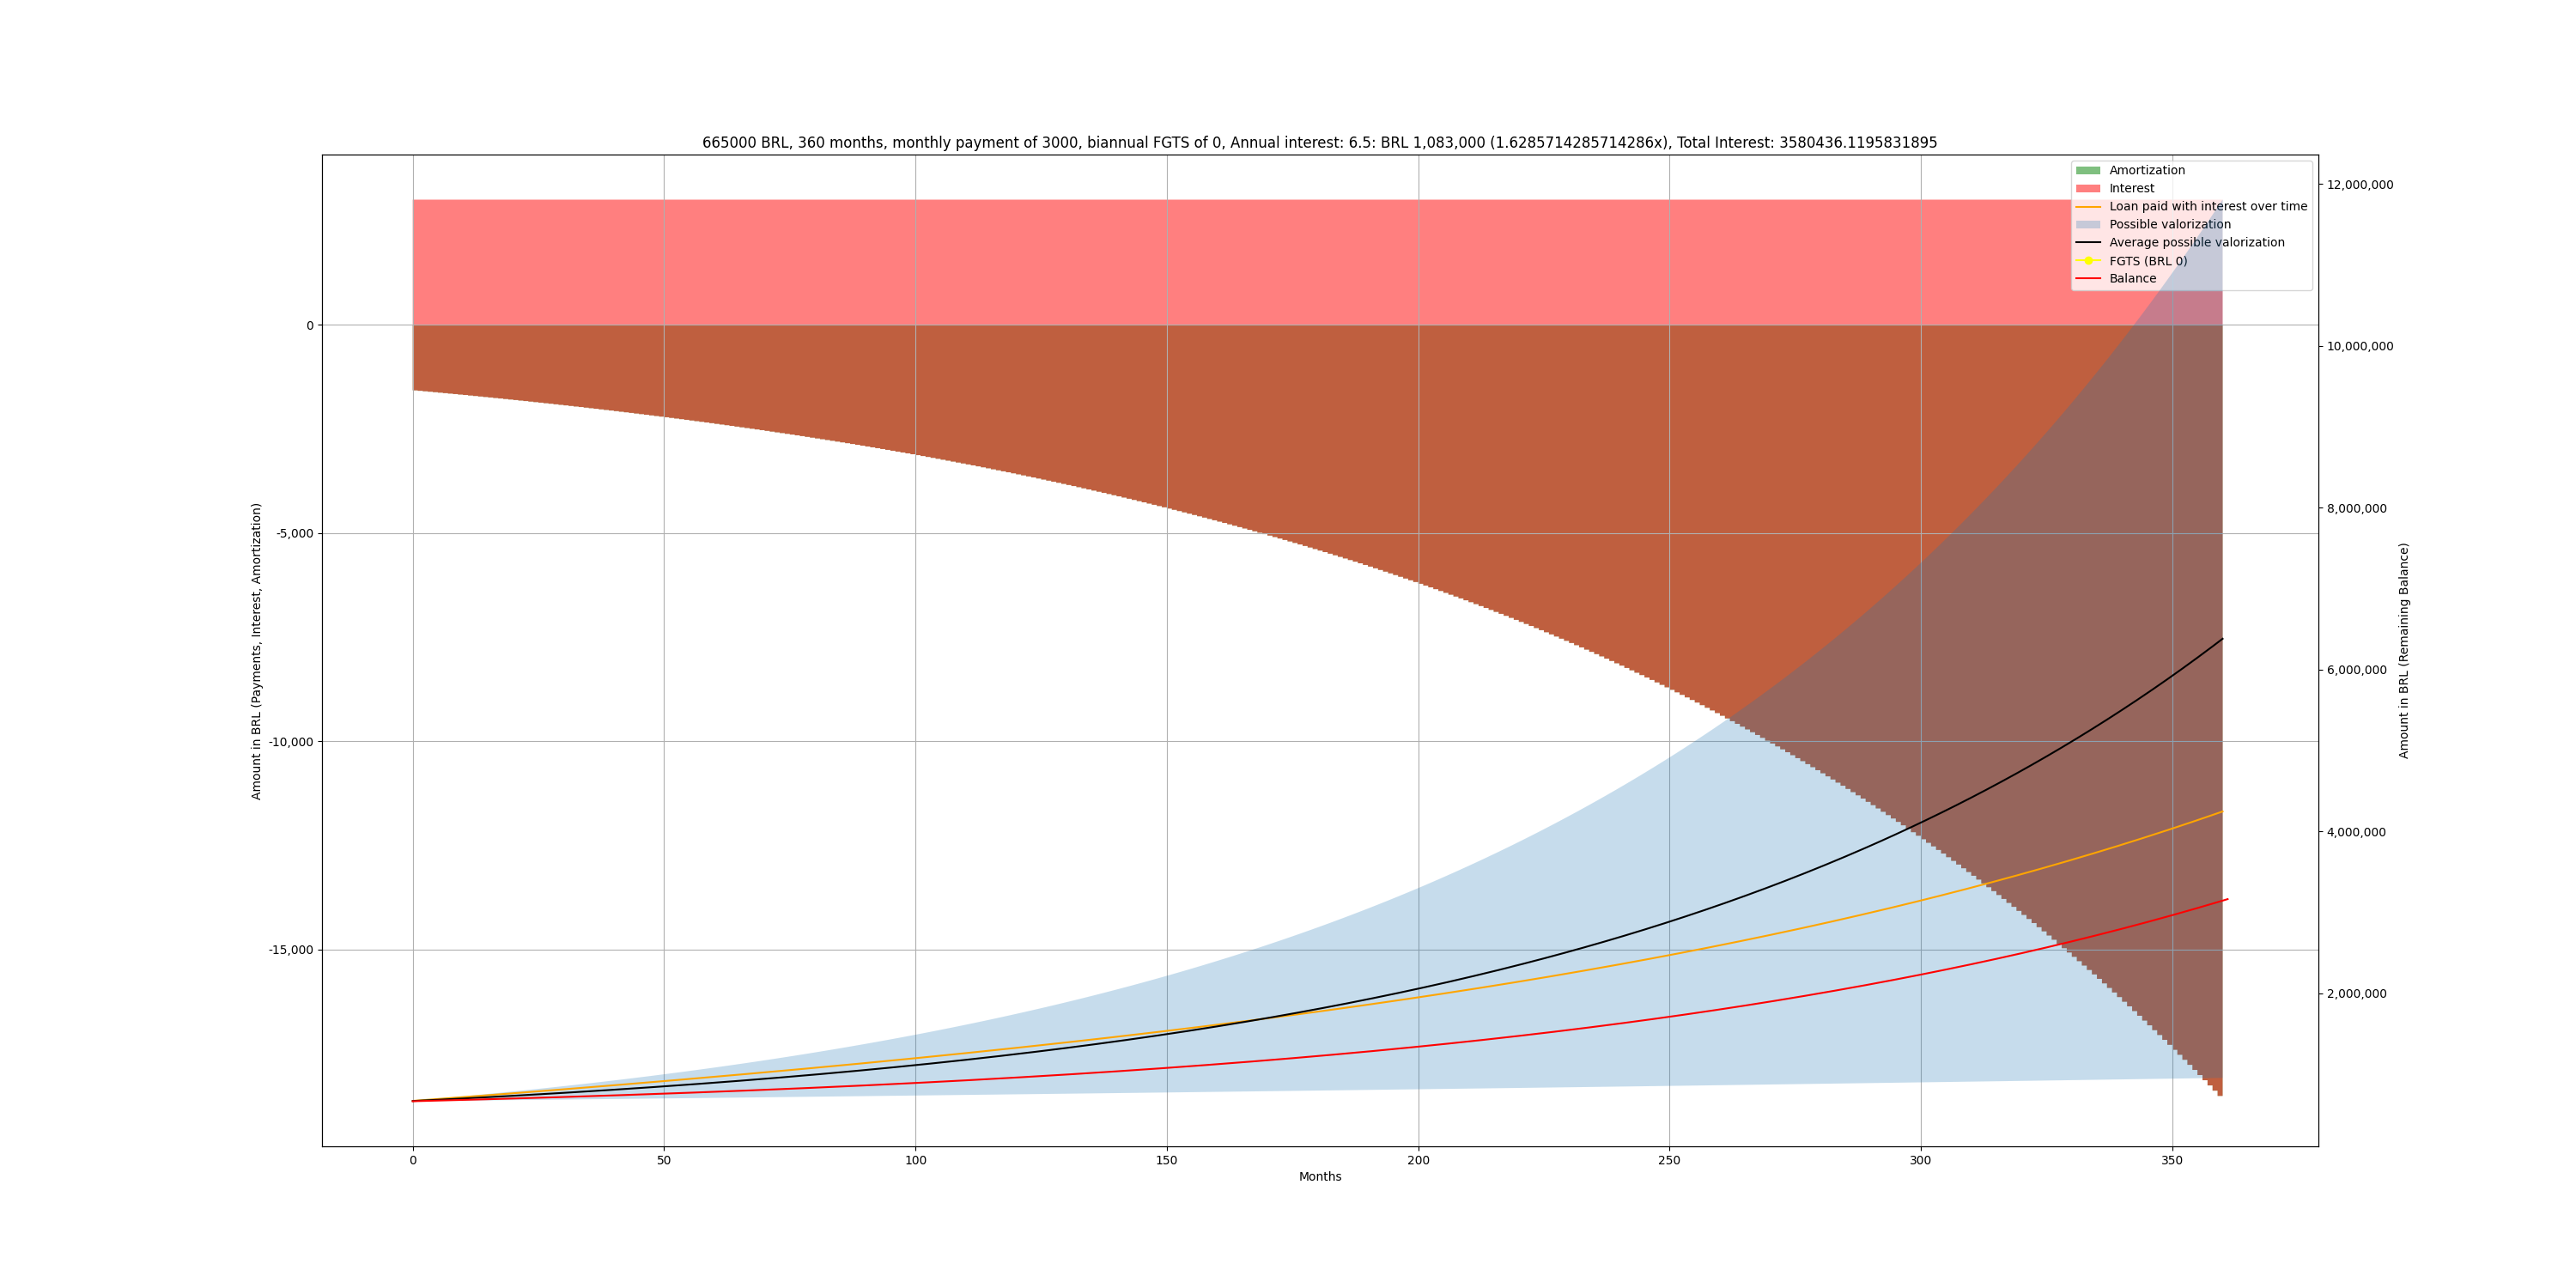 665000 BRL, 360 months, monthly payment of 3000, biannual FGTS of 0, Annual interest: 6.5: BRL 1,083,000 (1.6285714285714286x), Total Interest: 3580436.1195831895
Amortization
Interest
Loan paid with interest over time
Possible valorization
Average possible valorization
FGTS (BRL 0)
Balance
Amount in BRL (Payments, Interest, Amortization)
0
-5,000
-10,000
-15,000
12,000,000
10,000,000
8,000,000
6,000,000
4,000,000
2,000,000
Amount in BRL (Remaining Balance)
0 50 100 150 200 250 300 350
Months